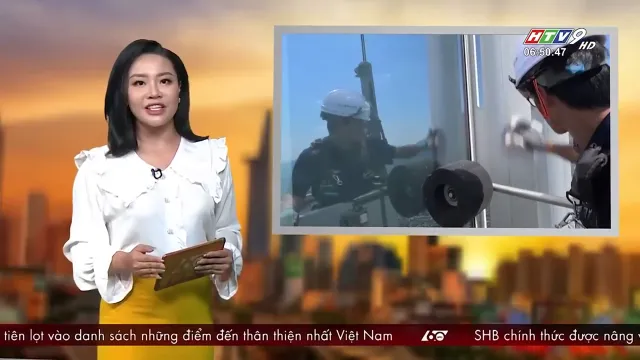 HTV9 HD
06:50:47
tiên lọt vào danh sách những điểm đến thân thiện nhất Việt Nam 60 SHB chính thức được nâng